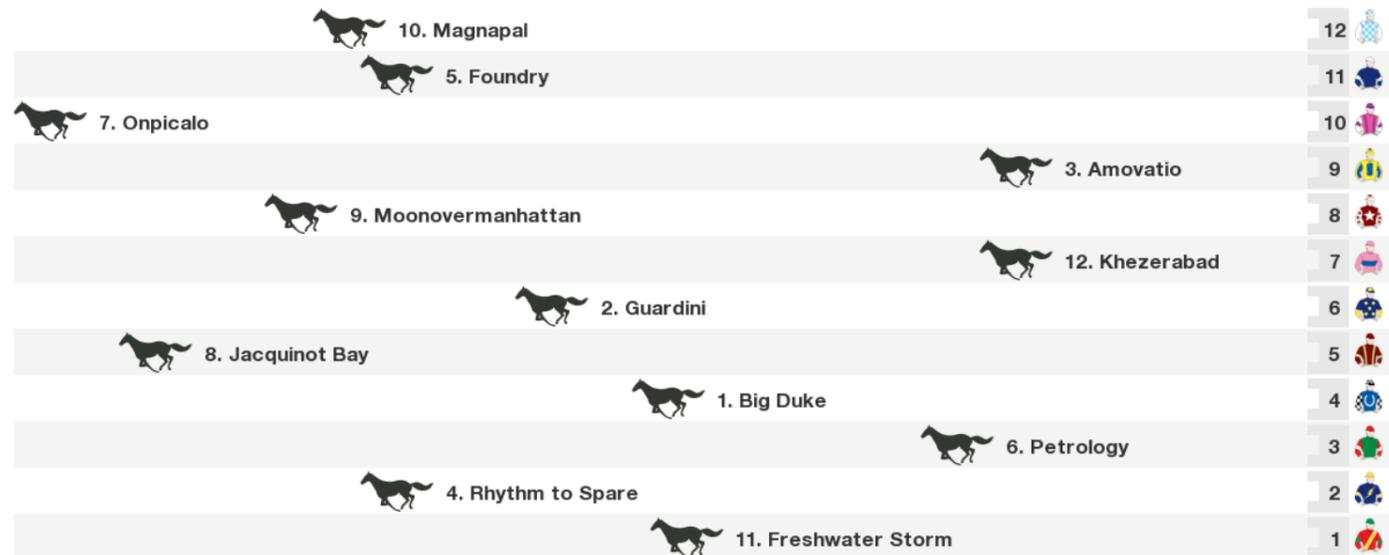 10. Magnapal 12
5. Foundry 11
7. Onpicalo 10
3. Amovatio 9
9. Moonovermanhattan 8
12. Khezerabad 7
2. Guardini 6
8. Jacquinot Bay 5
1. Big Duke 4
6. Petrology 3
4. Rhythm to Spare 2
11. Freshwater Storm 1